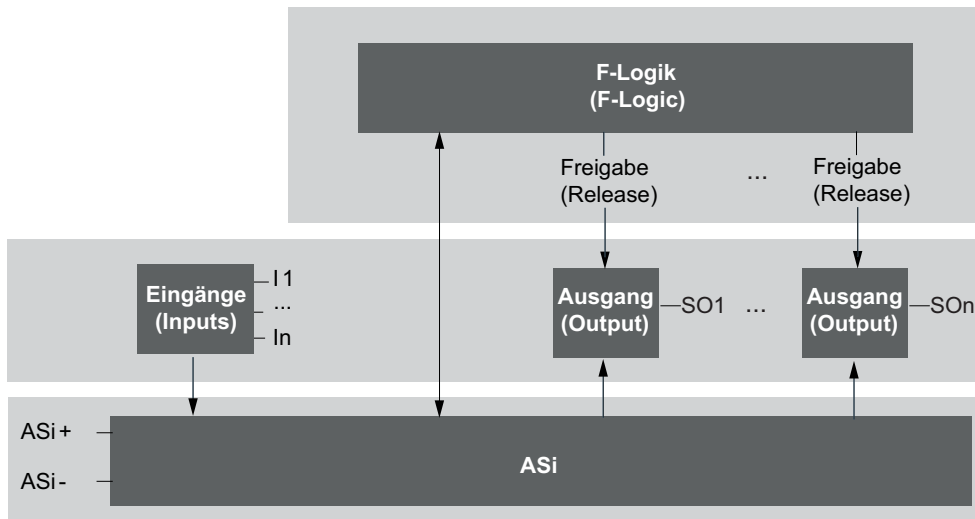 F-Logik
(F-Logic)
Freigabe
(Release)
...
Freigabe
(Release)
Eingänge
(Inputs)
I1
...
In
Ausgang
(Output)
SO1
...
Ausgang
(Output)
SOn
ASi+
ASi-
ASi